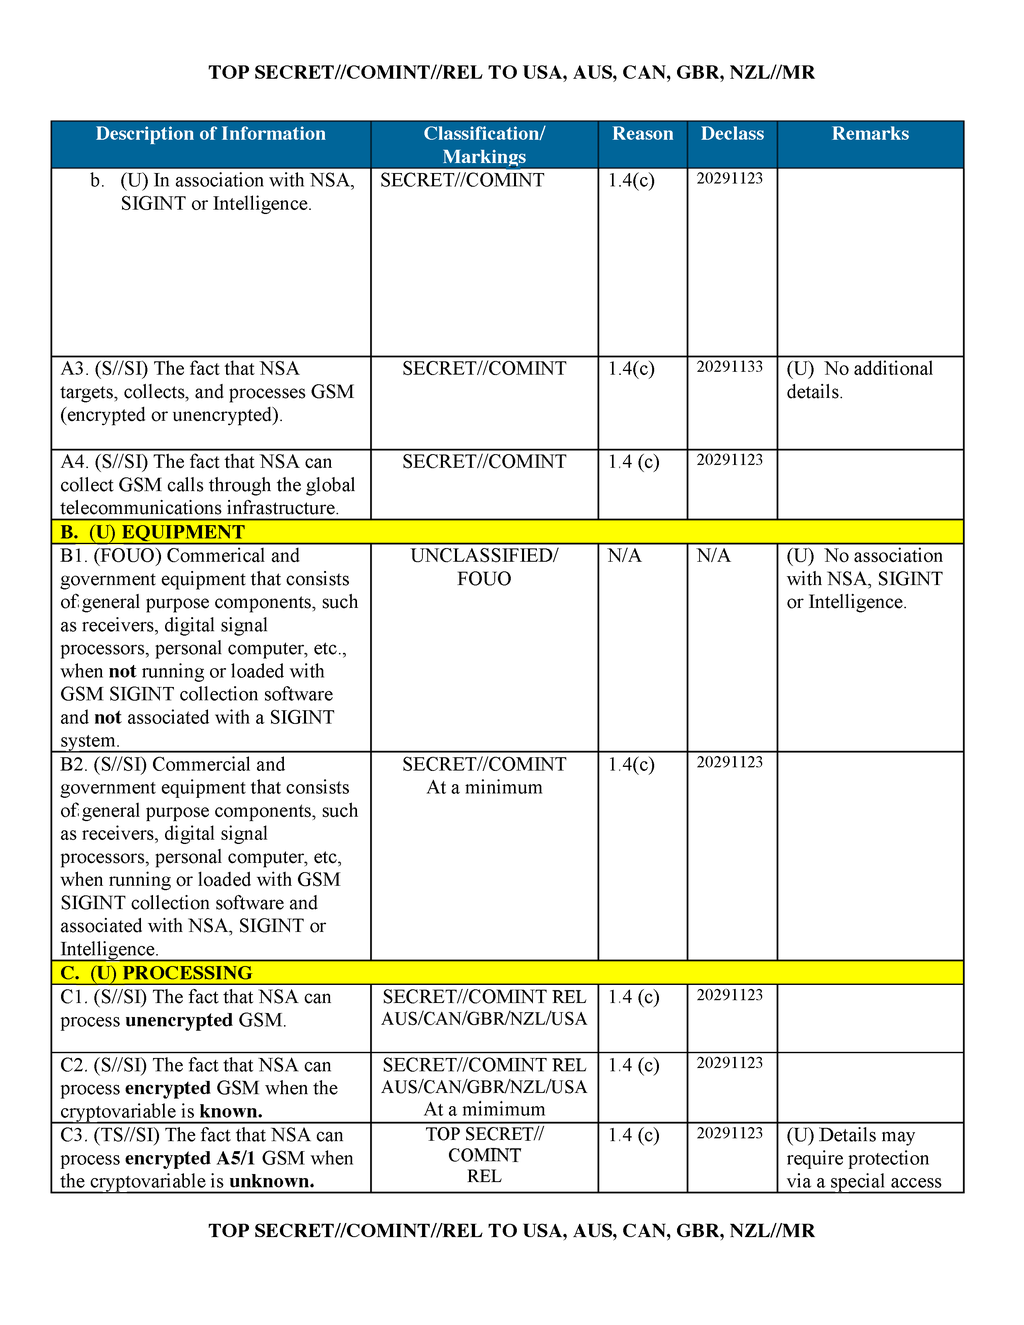 TOP SECRET//COMINT//REL TO USA, AUS, CAN, GBR, NZL//MR
Description of Information
Classification/
Markings
Reason
Declass
Remarks
b. (U) In association with NSA,
SIGINT or Intelligence.
SECRET//COMINT
1.4(c)
20291123
A3. (S//SI) The fact that NSA
targets, collects, and processes GSM
(encrypted or unencrypted).
SECRET//COMINT
1.4(c)
20291133
(U) No additional
details.
A4. (S//SI) The fact that NSA can
collect GSM calls through the global
telecommunications infrastructure.
SECRET//COMINT
1.4 (c)
20291123
B. (U) EQUIPMENT
B1. (FOUO) Commerical and
government equipment that consists
of general purpose components, such
as receivers, digital signal
processors, personal computer, etc.,
when not running or loaded with
GSM SIGINT collection software
and not associated with a SIGINT
system.
UNCLASSIFIED/
FOUO
N/A
N/A
(U) No association
with NSA, SIGINT
or Intelligence.
B2. (S//SI) Commercial and
government equipment that consists
of general purpose components, such
as receivers, digital signal
processors, personal computer, etc,
when running or loaded with GSM
SIGINT collection software and
associated with NSA, SIGINT or
Intelligence.
SECRET//COMINT
At a minimum
1.4(c)
20291123
C. (U) PROCESSING
C1. (S//SI) The fact that NSA can
process unencrypted GSM.
SECRET//COMINT REL
AUS/CAN/GBR/NZL/USA
1.4 (c)
20291123
C2. (S//SI) The fact that NSA can
process encrypted GSM when the
cryptovariable is known.
SECRET//COMINT REL
AUS/CAN/GBR/NZL/USA
At a mimimum
1.4 (c)
20291123
C3. (TS//SI) The fact that NSA can
process encrypted A5/1 GSM when
the cryptovariable is unknown.
TOP SECRET//
COMINT
REL
1.4 (c)
20291123
(U) Details may
require protection
via a special access
TOP SECRET//COMINT//REL TO USA, AUS, CAN, GBR, NZL//MR